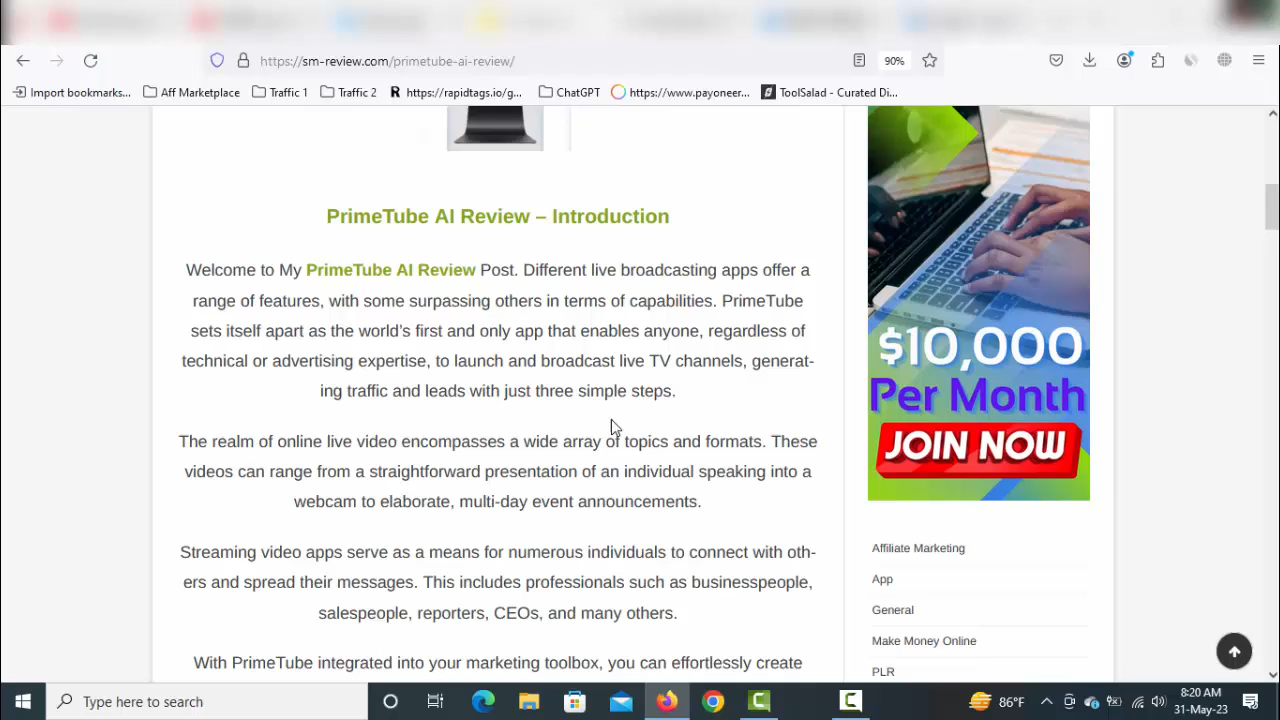 https://sm-review.com/primetube-ai-review/
90%
Import bookmarks...
Aff Marketplace
Traffic 1
Traffic 2
https://rapidtags.io/g...
ChatGPT
https://www.payoneer...
ToolSalad - Curated Di...
PrimeTube AI Review – Introduction
Welcome to My PrimeTube AI Review Post. Different live broadcasting apps offer a
range of features, with some surpassing others in terms of capabilities. PrimeTube
sets itself apart as the world's first and only app that enables anyone, regardless of
technical or advertising expertise, to launch and broadcast live TV channels, generat-
ing traffic and leads with just three simple steps.
The realm of online live video encompasses a wide array of topics and formats. These
videos can range from a straightforward presentation of an individual speaking into a
webcam to elaborate, multi-day event announcements.
Streaming video apps serve as a means for numerous individuals to connect with oth-
ers and spread their messages. This includes professionals such as businesspeople,
salespeople, reporters, CEOs, and many others.
With PrimeTube integrated into your marketing toolbox, you can effortlessly create
$10,000
Per Month
JOIN NOW
Affiliate Marketing
App
General
Make Money Online
PLR
Type here to search
86°F
8:20 AM
31-May-23